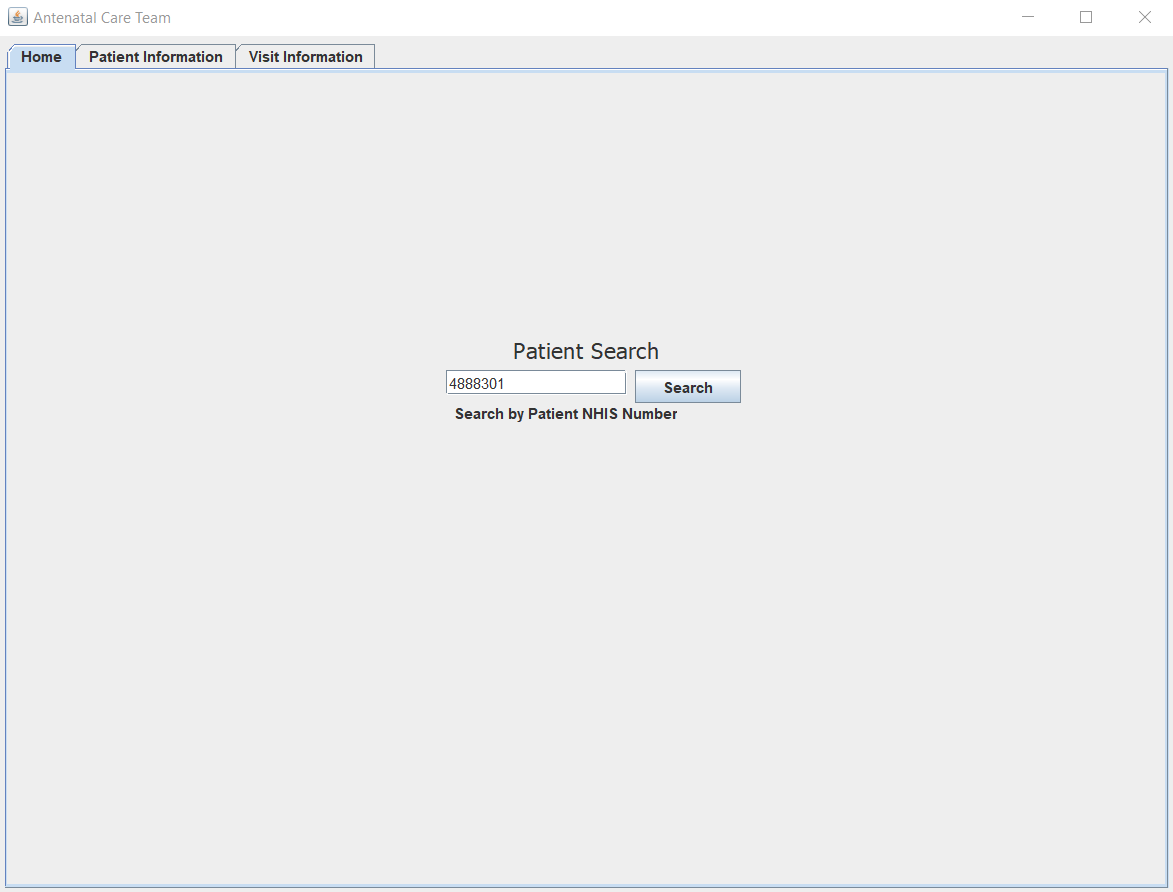 Antenatal Care Team
Home Patient Information Visit Information
Patient Search
4888301 Search
Search by Patient NHIS Number